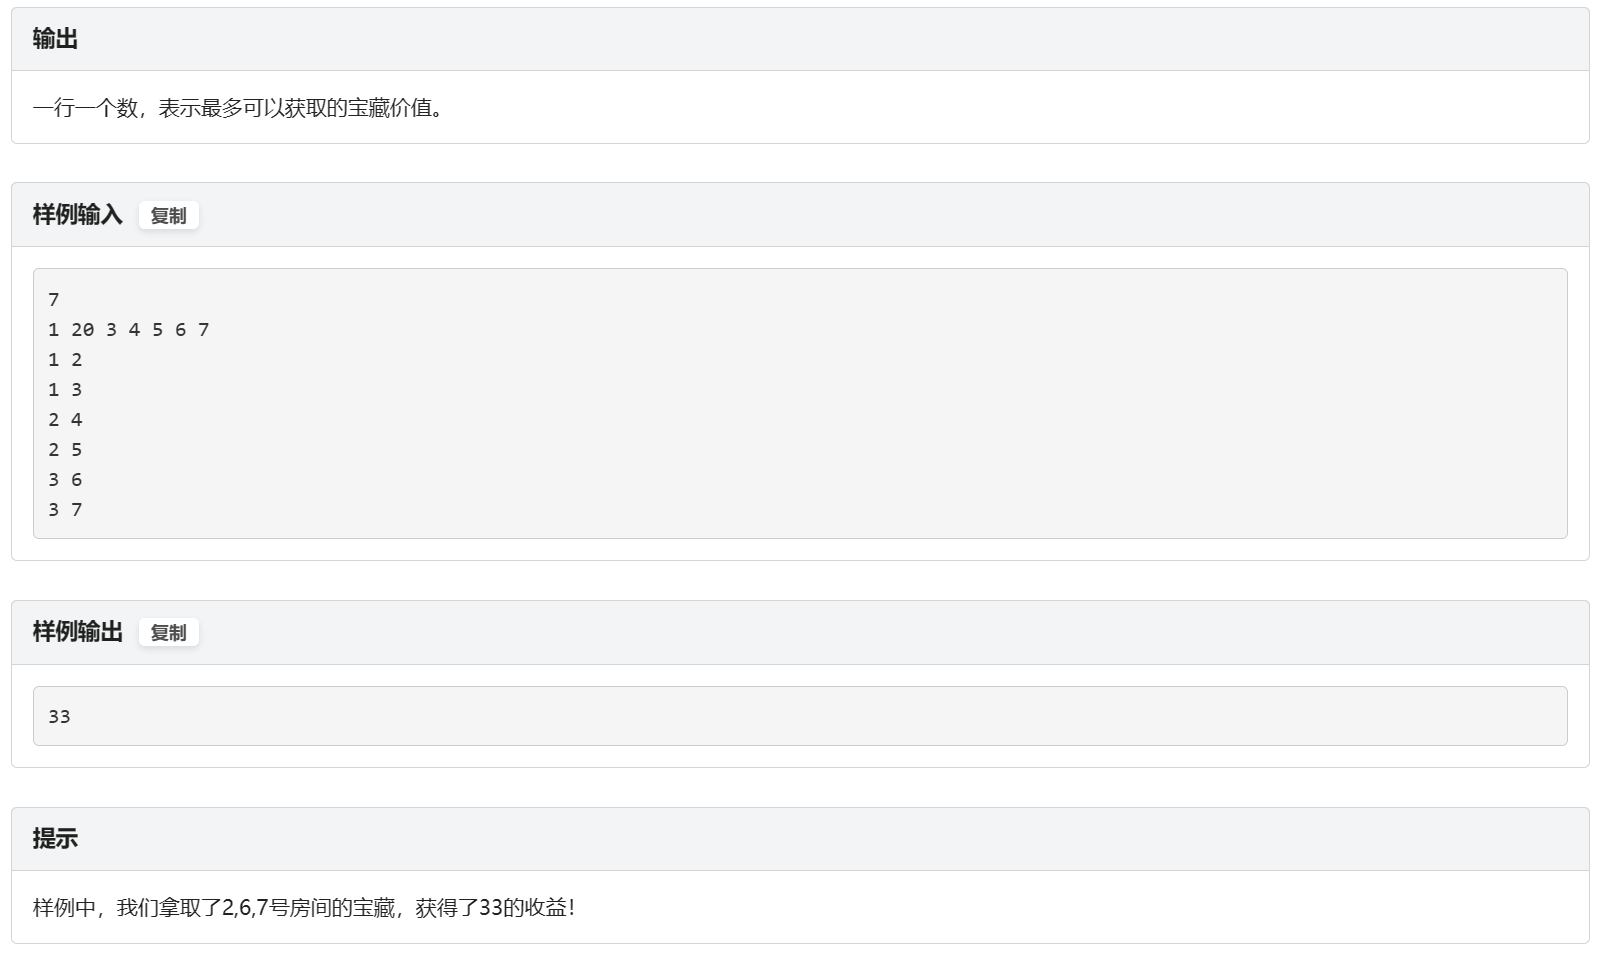 输出
一行一个数，表示最多可以获取的宝藏价值。
样例输入 复制
7
1 20 3 4 5 6 7
1 2
1 3
2 4
2 5
3 6
3 7
样例输出 复制
33
提示
样例中，我们拿取了2,6,7号房间的宝藏，获得了33的收益！